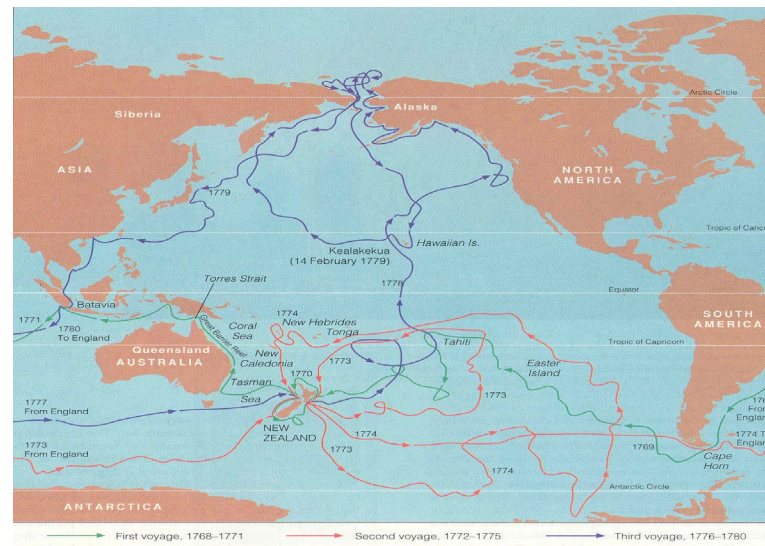 Arctic Circle
Siberia
Alaska
ASIA
NORTH
AMERICA
1779
Tropic of Canc
Hawaiian Is.
Kealakekua
(14 February 1779)
Torres Strait
1778
Equator
Batavia
1774
New Hebrides
Tonga
SOUTH
AMERICA
1771
1780
To England
Great Barrier Reef
Coral
Sea
Tahiti
Tropic of Capricorn
Queensland
AUSTRALIA
New
Caledonia
1773
Easter
Island
1770
Tasman
Sea
1773
1777
From England
NEW
ZEALAND
1774
1769
From
Englan
1774 T
Englan
1773
From England
1773
1774
Cape
Horn
Antarctic Circle
ANTARCTICA
First voyage, 1768–1771
Second voyage, 1772–1775
Third voyage, 1776–1780